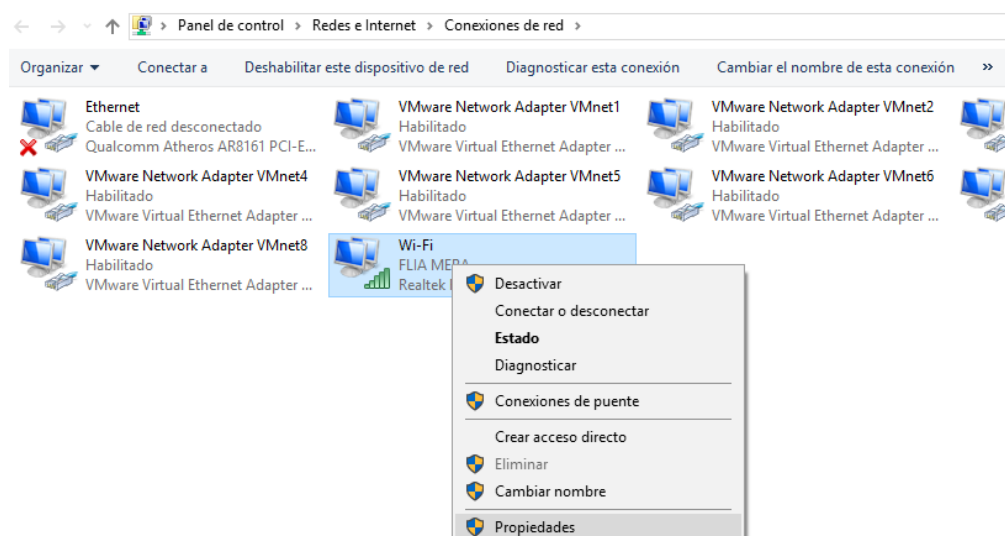 Panel de control > Redes e Internet > Conexiones de red >
Organizar Conectar a Deshabilitar este dispositivo de red Diagnosticar esta conexión Cambiar el nombre de esta conexión »
Ethernet
Cable de red desconectado
Qualcomm Atheros AR8161 PCI-E...
VMware Network Adapter VMnet1
Habilitado
VMware Virtual Ethernet Adapter ...
VMware Network Adapter VMnet2
Habilitado
VMware Virtual Ethernet Adapter ...
VMware Network Adapter VMnet4
Habilitado
VMware Virtual Ethernet Adapter ...
VMware Network Adapter VMnet5
Habilitado
VMware Virtual Ethernet Adapter ...
VMware Network Adapter VMnet6
Habilitado
VMware Virtual Ethernet Adapter ...
VMware Network Adapter VMnet8
Habilitado
VMware Virtual Ethernet Adapter ...
Wi-Fi
FLIA MERA
Realtek
Desactivar
Conectar o desconectar
Estado
Diagnosticar
Conexiones de puente
Crear acceso directo
Eliminar
Cambiar nombre
Propiedades